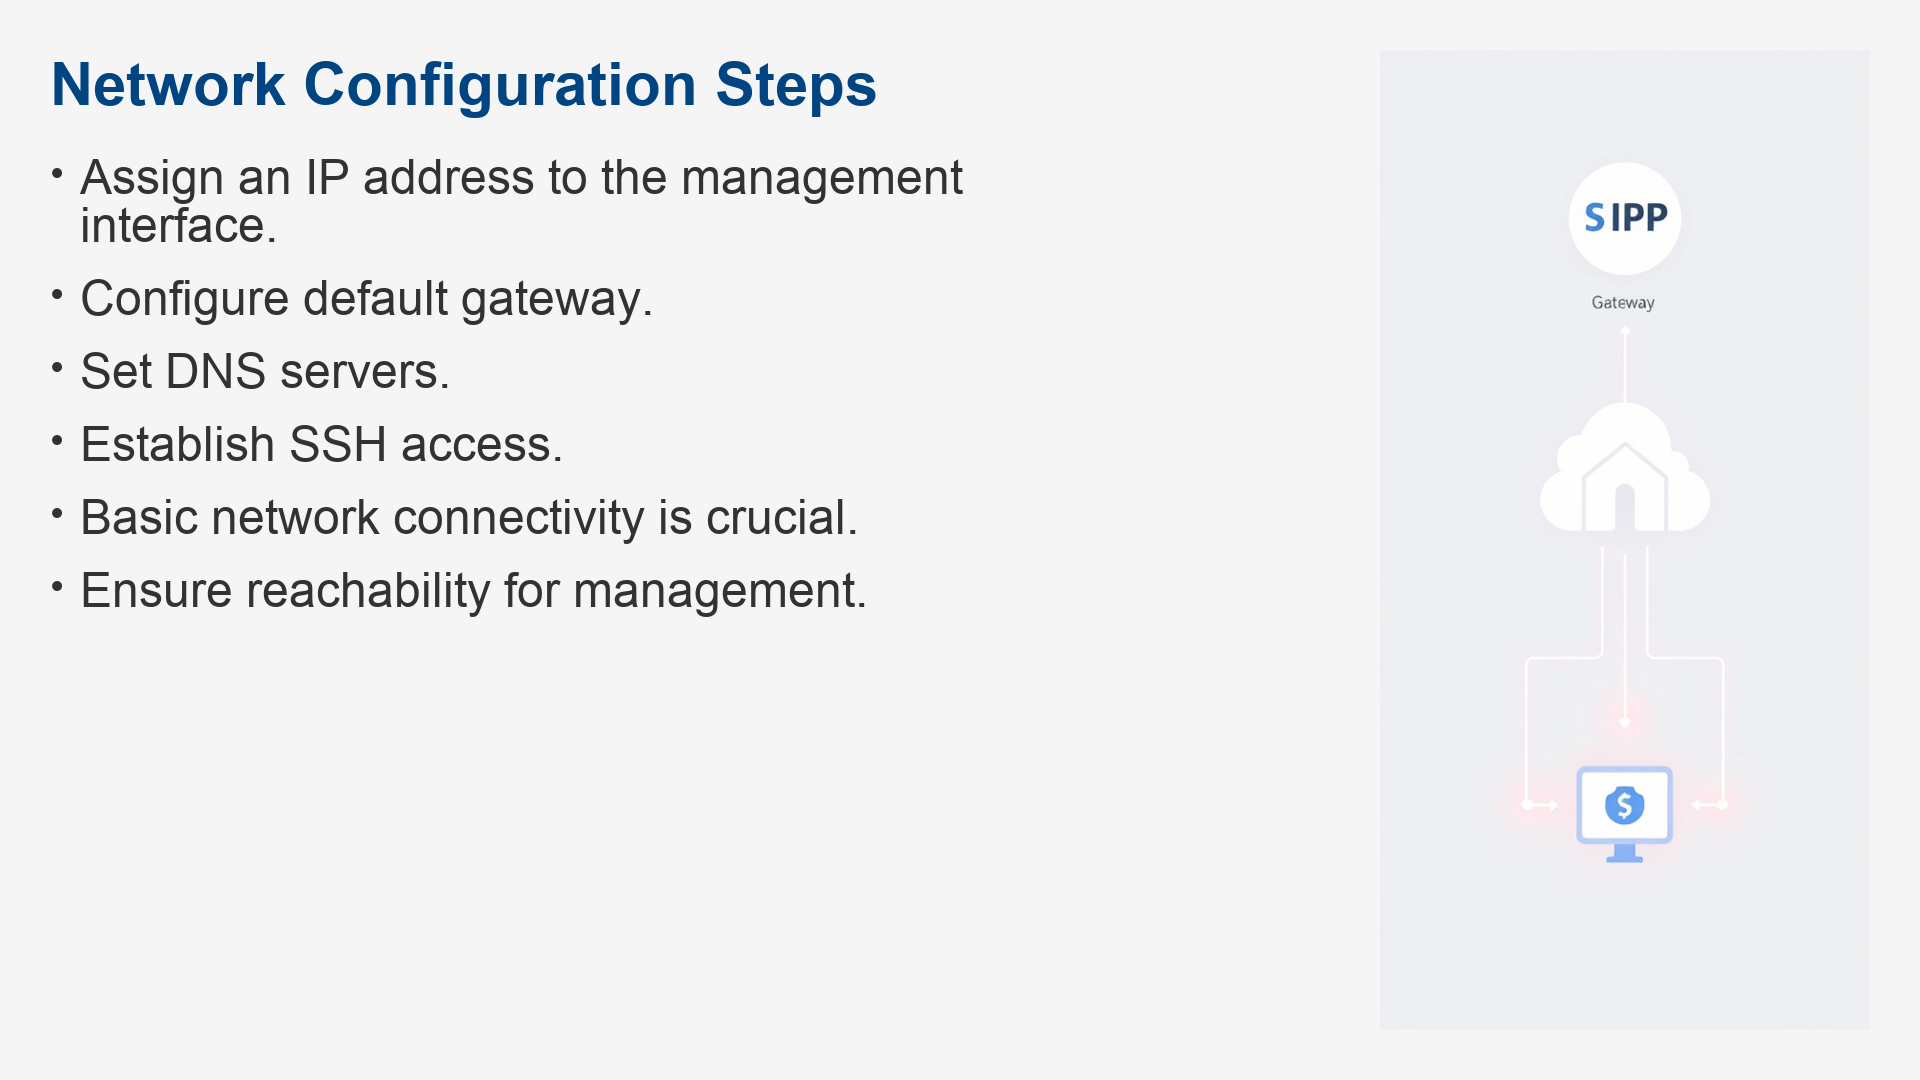 Network Configuration Steps
• Assign an IP address to the management
interface.
• Configure default gateway.
• Set DNS servers.
• Establish SSH access.
• Basic network connectivity is crucial.
• Ensure reachability for management.
S IPP
Gateway
$